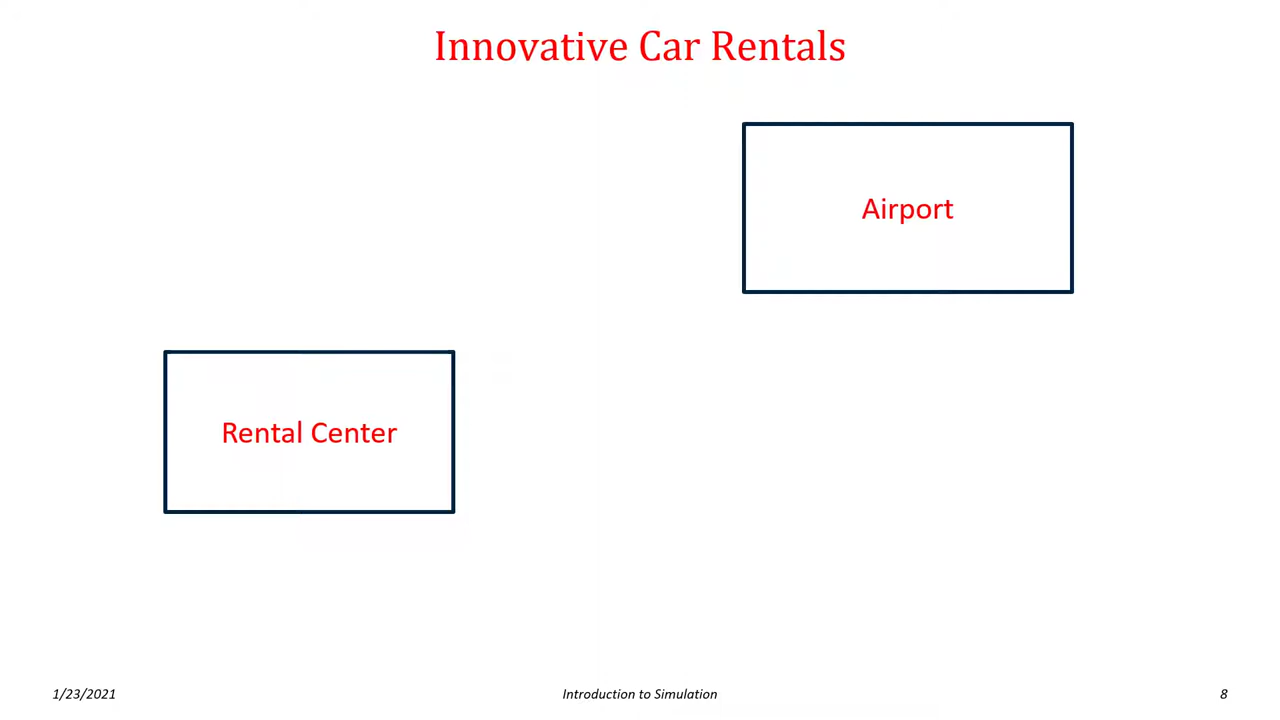 Innovative Car Rentals
Airport
Rental Center
1/23/2021
Introduction to Simulation
8